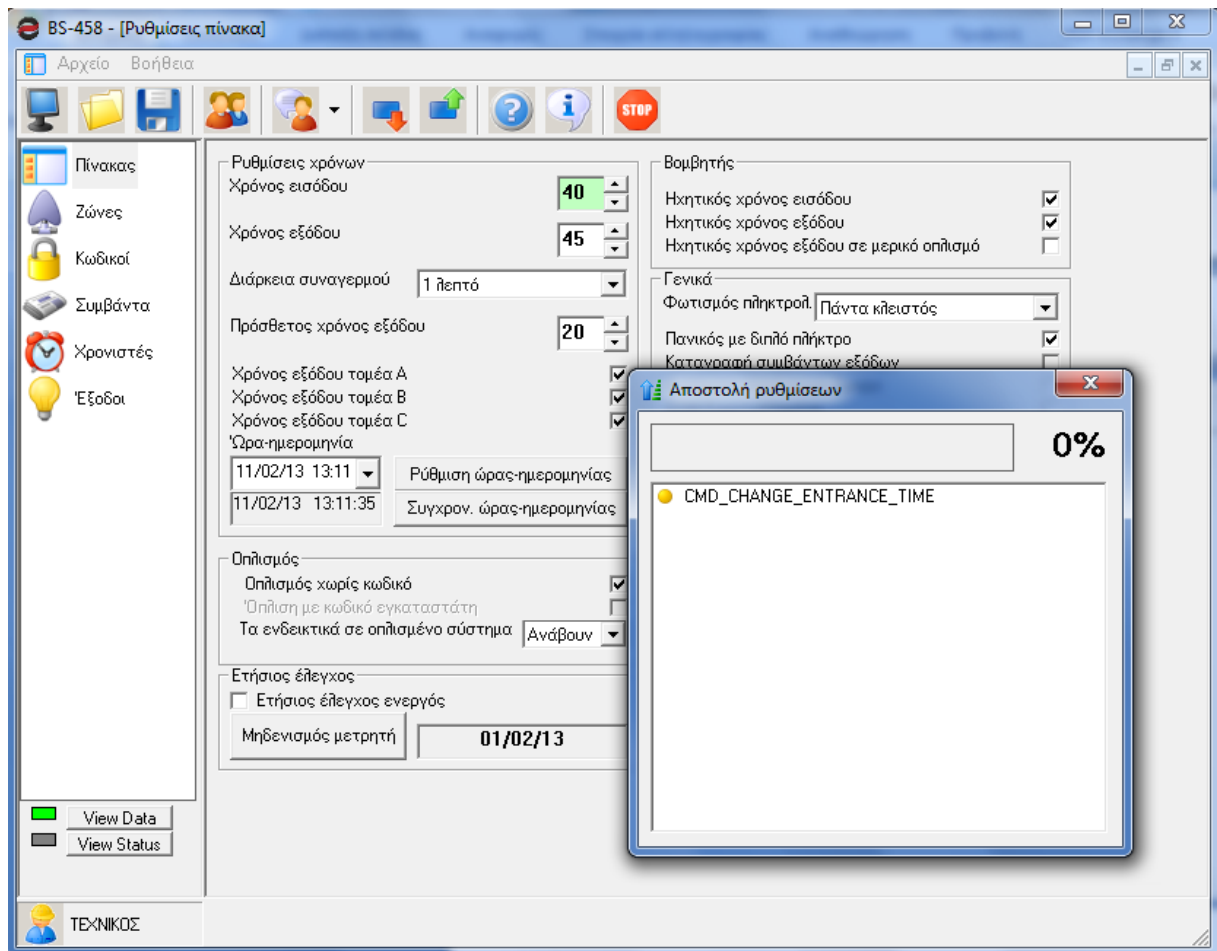 BS-458 - [Ρυθμίσεις πίνακα]
Αρχείο Βοήθεια
STOP
Πίνακας
Ζώνες
Κωδικοί
Συμβάντα
Χρονιστές
Έξοδοι
View Data
View Status
ΤΕΧΝΙΚΟΣ
Ρυθμίσεις χρόνων
Χρόνος εισόδου 40
Χρόνος εξόδου 45
Διάρκεια συναγερμού 1 λεπτό
Πρόσθετος χρόνος εξόδου 20
Χρόνος εξόδου τομέα A
Χρόνος εξόδου τομέα B
Χρόνος εξόδου τομέα C
Ώρα-ημερομηνία
11/02/13 13:11 Ρύθμιση ώρας-ημερομηνίας
11/02/13 13:11:35 Συγχρον. ώρας-ημερομηνίας
Οπλισμός
Οπλισμός χωρίς κωδικό
Όπλιση με κωδικό εγκαταστάτη
Τα ενδεικτικά σε οπλισμένο σύστημα Ανάβουν
Ετήσιος έλεγχος
Ετήσιος έλεγχος ενεργός
Μηδενισμός μετρητή 01/02/13
Βομβητής
Ηχητικός χρόνος εισόδου
Ηχητικός χρόνος εξόδου
Ηχητικός χρόνος εξόδου σε μερικό οπλισμό
Γενικά
Φωτισμός πληκτρολ. Πάντα κλειστός
Πανικός με διπλό πλήκτρο
Καταγραφή συμβάντων εξόδων
Αποστολή ρυθμίσεων
0%
CMD_CHANGE_ENTRANCE_TIME